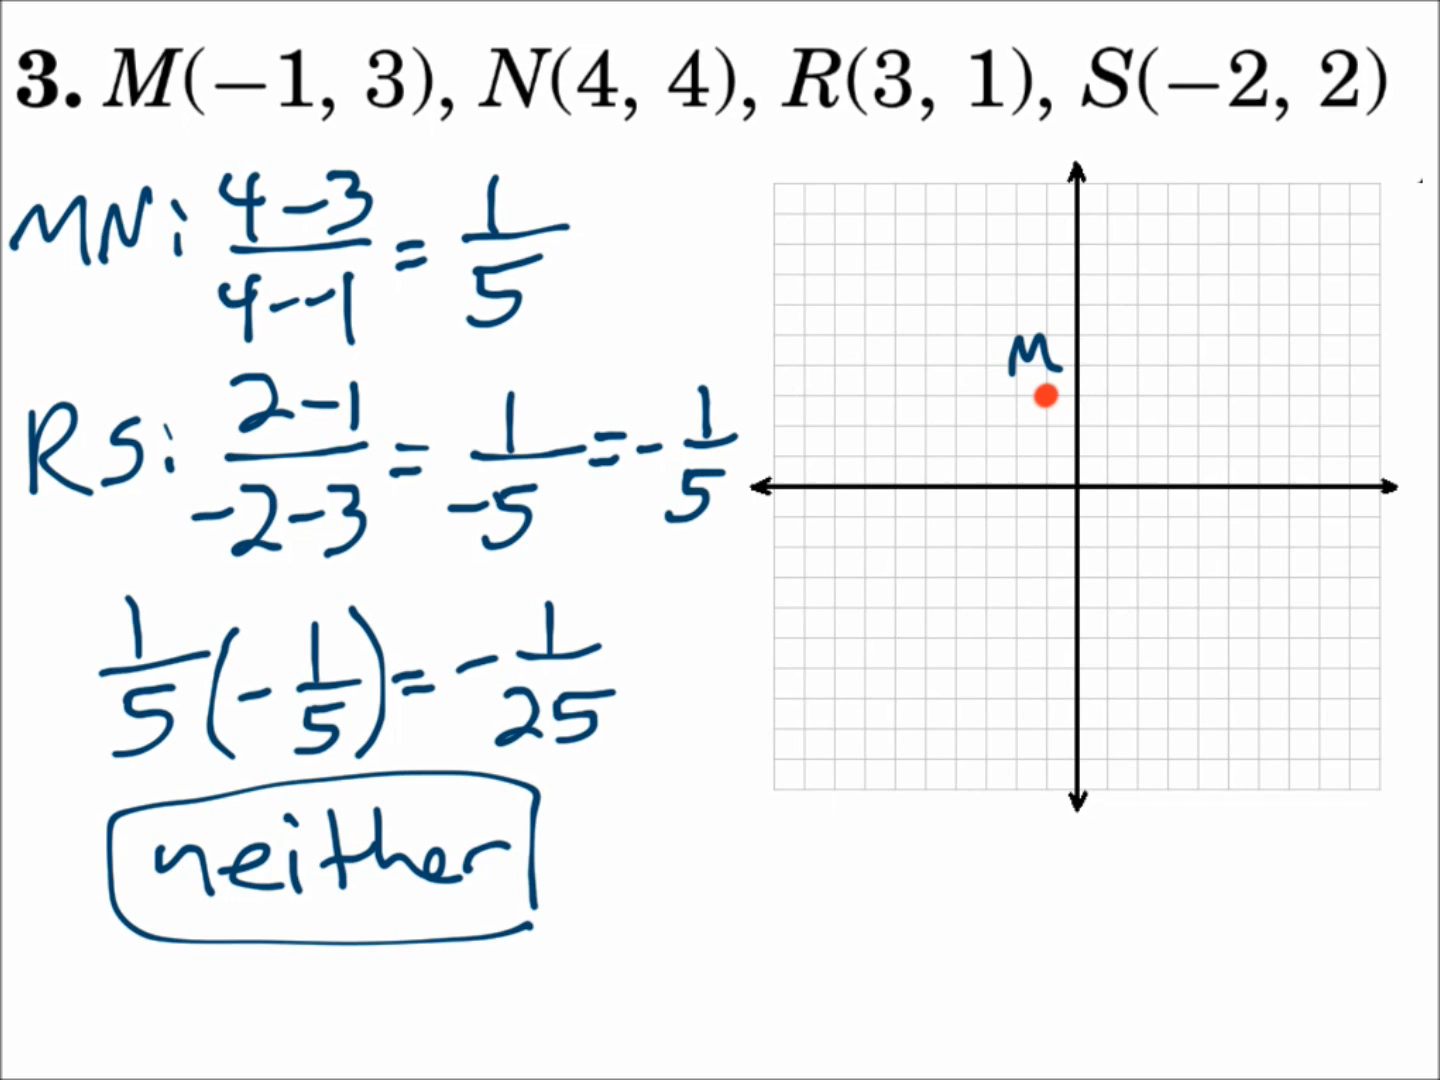 3. M(−1, 3), N(4, 4), R(3, 1), S(−2, 2)
MN: 4-3/4--1 = 1/5
M
RS: 2-1/-2-3 = 1/-5 = -1/5
1/5(-1/5) = -1/25
neither